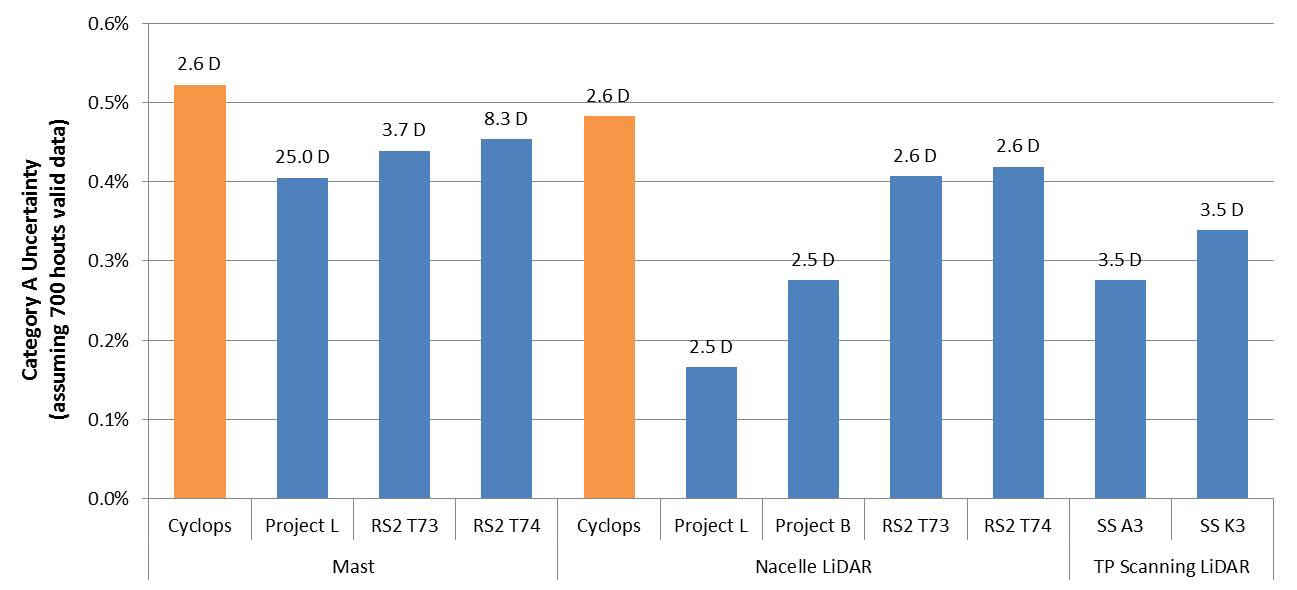 Category A Uncertainty
(assuming 700 houts valid data)
0.6%
0.5%
0.4%
0.3%
0.2%
0.1%
0.0%
2.6 D
25.0 D
3.7 D
8.3 D
2.6 D
2.5 D
2.5 D
2.6 D
2.6 D
3.5 D
3.5 D
Cyclops Project L RS2 T73 RS2 T74 Cyclops Project L Project B RS2 T73 RS2 T74 SS A3 SS K3
Mast Nacelle LiDAR TP Scanning LiDAR